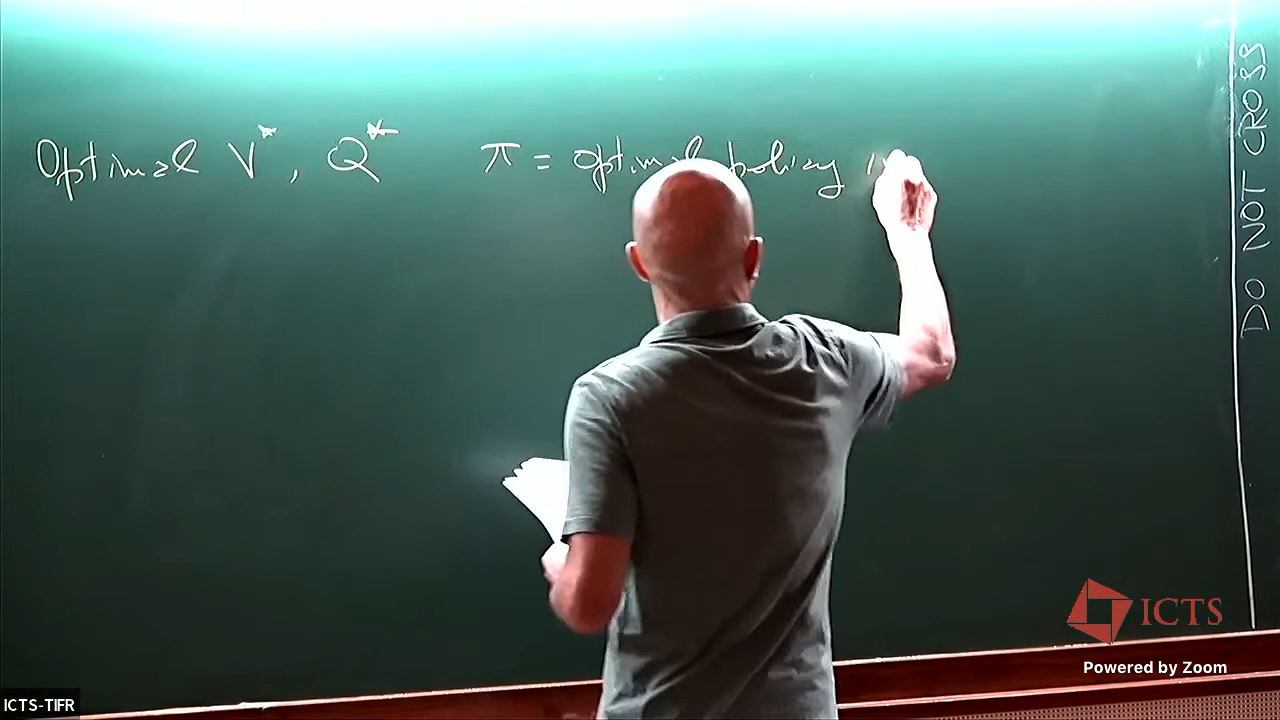 Optimal V*, Q* π = optimal policy
DO NOT CROSS
ICTS
Powered by Zoom
ICTS-TIFR